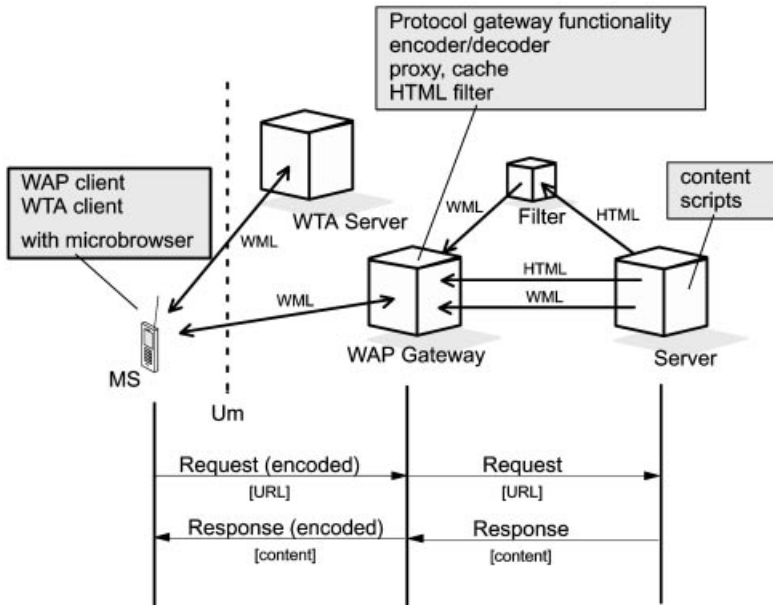 Protocol gateway functionality
encoder/decoder
proxy, cache
HTML filter
WAP client
WTA client
with microbrowser
content
scripts
WTA Server
Filter
WML
WML
HTML
HTML
WML
WML
MS
WAP Gateway
Server
Um
Request (encoded)
[URL]
Request
[URL]
Response (encoded)
[content]
Response
[content]